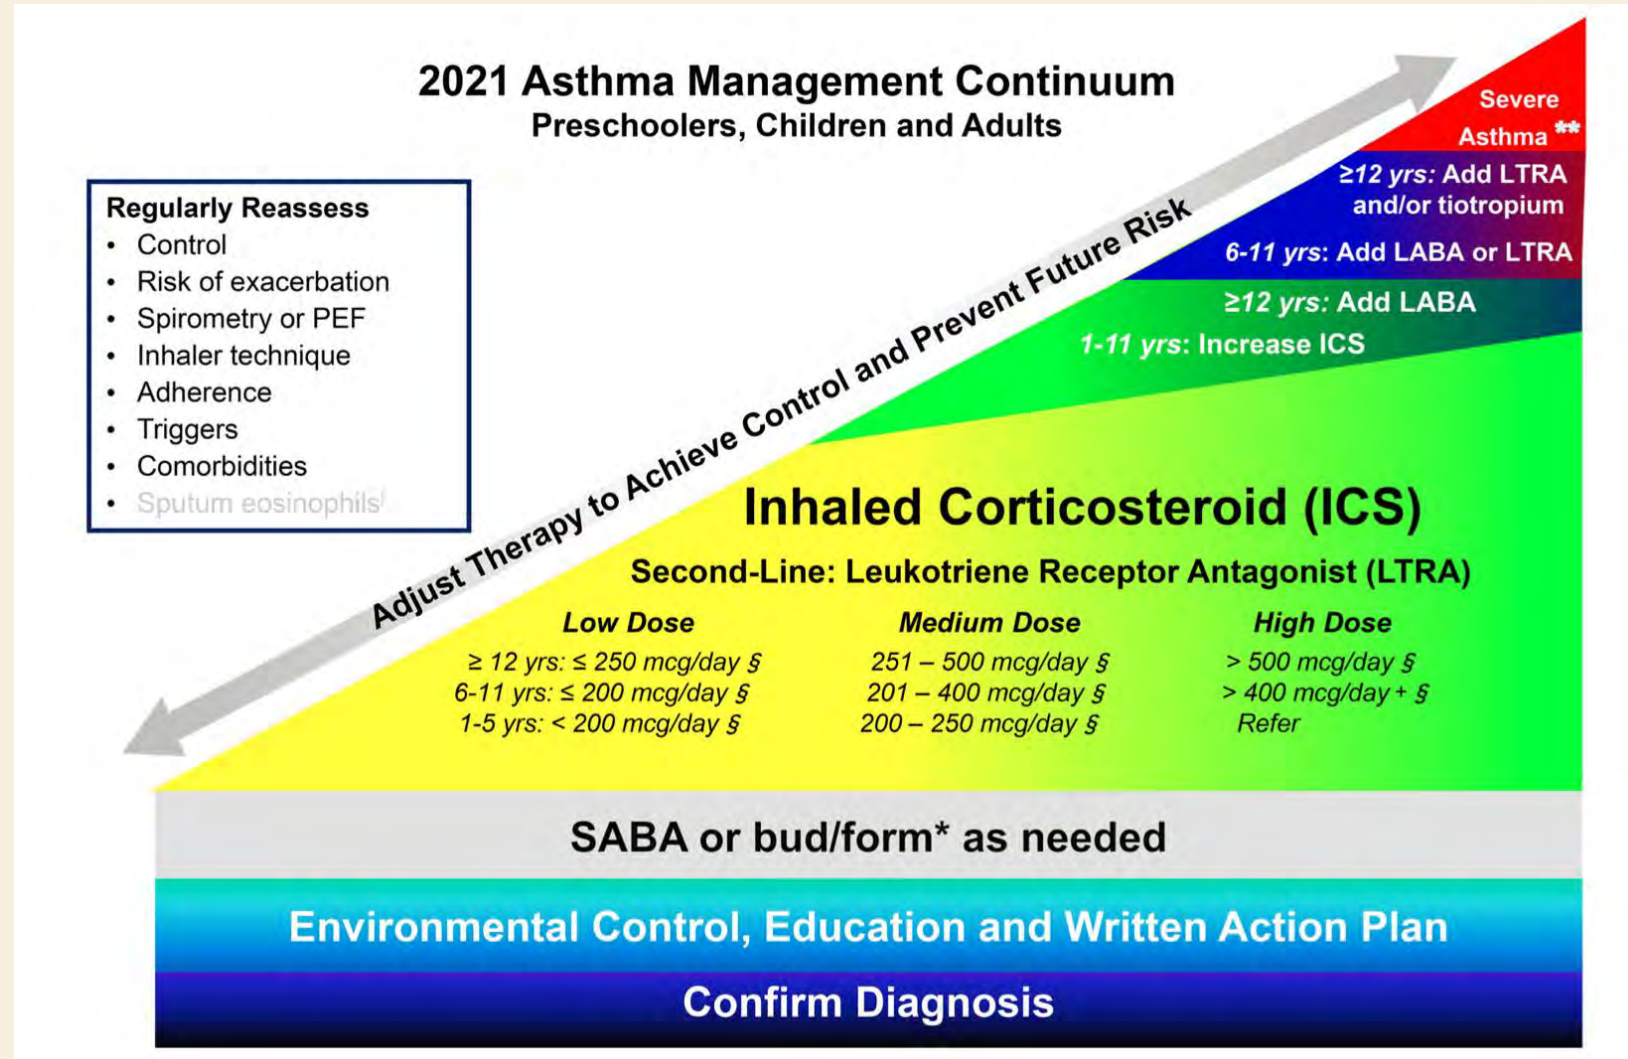 2021 Asthma Management Continuum
Preschoolers, Children and Adults
Regularly Reassess
• Control
• Risk of exacerbation
• Spirometry or PEF
• Inhaler technique
• Adherence
• Triggers
• Comorbidities
• Sputum eosinophils
Adjust Therapy to Achieve Control and Prevent Future Risk
Severe
Asthma **
≥12 yrs: Add LTRA
and/or tiotropium
6-11 yrs: Add LABA or LTRA
≥12 yrs: Add LABA
1-11 yrs: Increase ICS
Inhaled Corticosteroid (ICS)
Second-Line: Leukotriene Receptor Antagonist (LTRA)
Low Dose Medium Dose High Dose
≥ 12 yrs: ≤ 250 mcg/day § 251 – 500 mcg/day § > 500 mcg/day §
6-11 yrs: ≤ 200 mcg/day § 201 – 400 mcg/day § > 400 mcg/day + §
1-5 yrs: < 200 mcg/day § 200 – 250 mcg/day § Refer
SABA or bud/form* as needed
Environmental Control, Education and Written Action Plan
Confirm Diagnosis